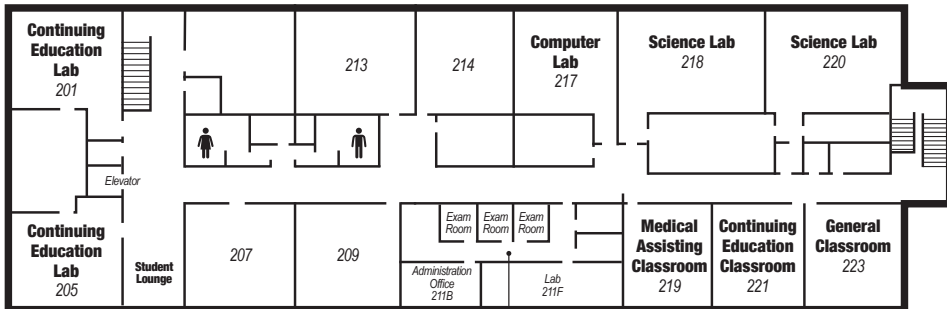 Continuing
Education
Lab
201
213
214
Computer
Lab
217
Science Lab
218
Science Lab
220
Elevator
Continuing
Education
Lab
205
Student
Lounge
207
209
Exam
Room
Exam
Room
Exam
Room
Administration
Office
211B
Lab
211F
Medical
Assisting
Classroom
219
Continuing
Education
Classroom
221
General
Classroom
223